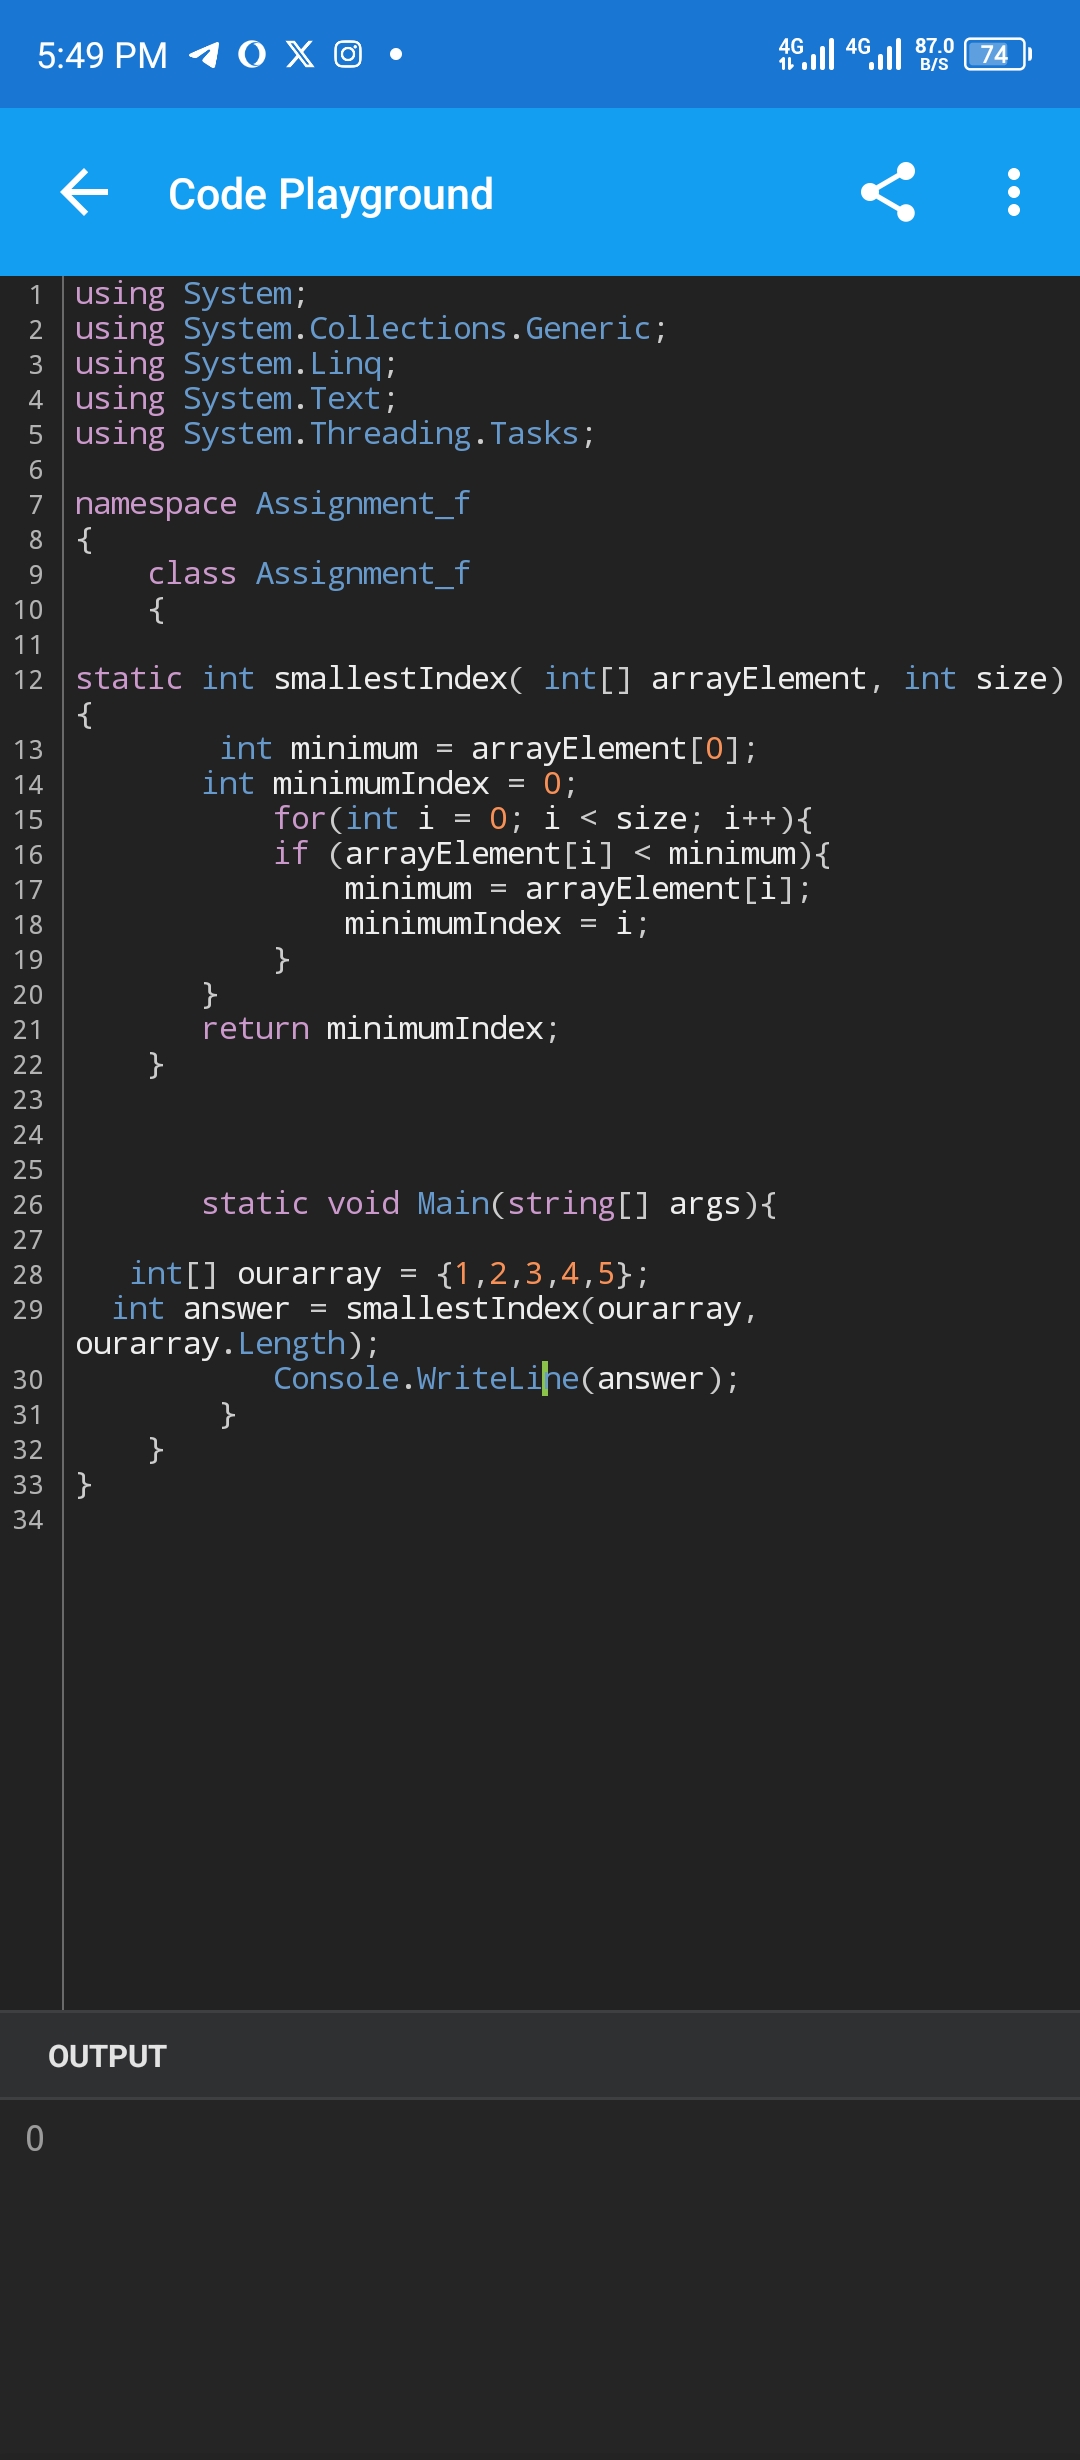 5:49 PM 4G 4G 87.0 B/S 74
Code Playground
1 using System;
2 using System.Collections.Generic;
3 using System.Linq;
4 using System.Text;
5 using System.Threading.Tasks;
6
7 namespace Assignment_f
8 {
9 class Assignment_f
10 {
11
12 static int smallestIndex( int[] arrayElement, int size)
{
13 int minimum = arrayElement[0];
14 int minimumIndex = 0;
15 for(int i = 0; i < size; i++){
16 if (arrayElement[i] < minimum){
17 minimum = arrayElement[i];
18 minimumIndex = i;
19 }
20 }
21 return minimumIndex;
22 }
23
24
25
26 static void Main(string[] args){
27
28 int[] ourarray = {1,2,3,4,5};
29 int answer = smallestIndex(ourarray,
ourarray.Length);
30 Console.WriteLine(answer);
31 }
32 }
33 }
34
OUTPUT
0